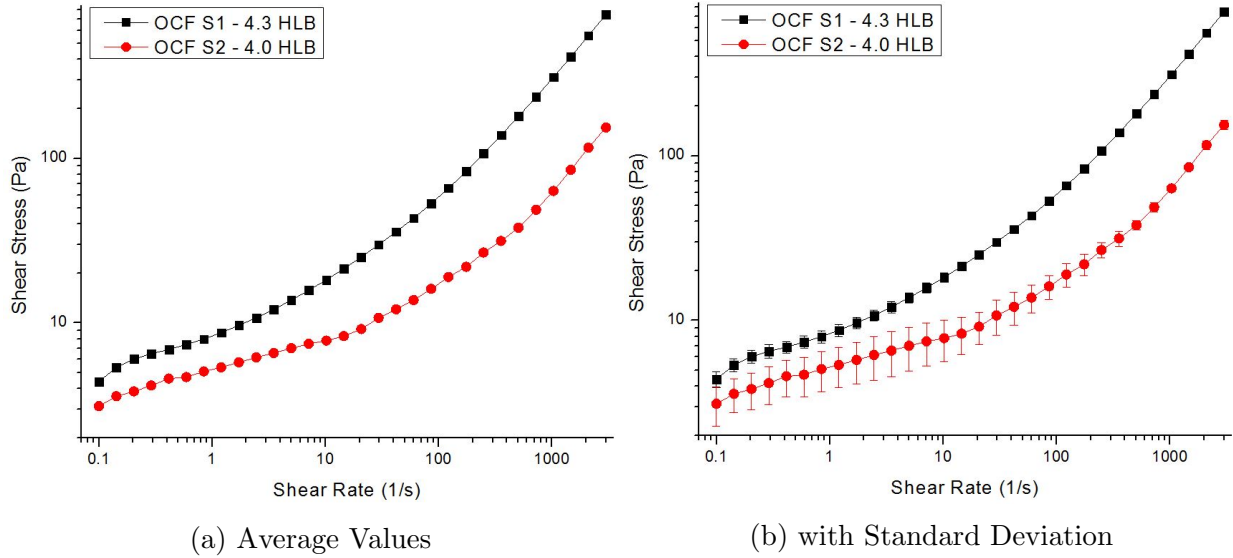 OCF S1 - 4.3 HLB
OCF S2 - 4.0 HLB
100
10
Shear Stress (Pa)
0.1 1 10 100 1000
Shear Rate (1/s)
(a) Average Values
OCF S1 - 4.3 HLB
OCF S2 - 4.0 HLB
100
10
Shear Stress (Pa)
0.1 1 10 100 1000
Shear Rate (1/s)
(b) with Standard Deviation